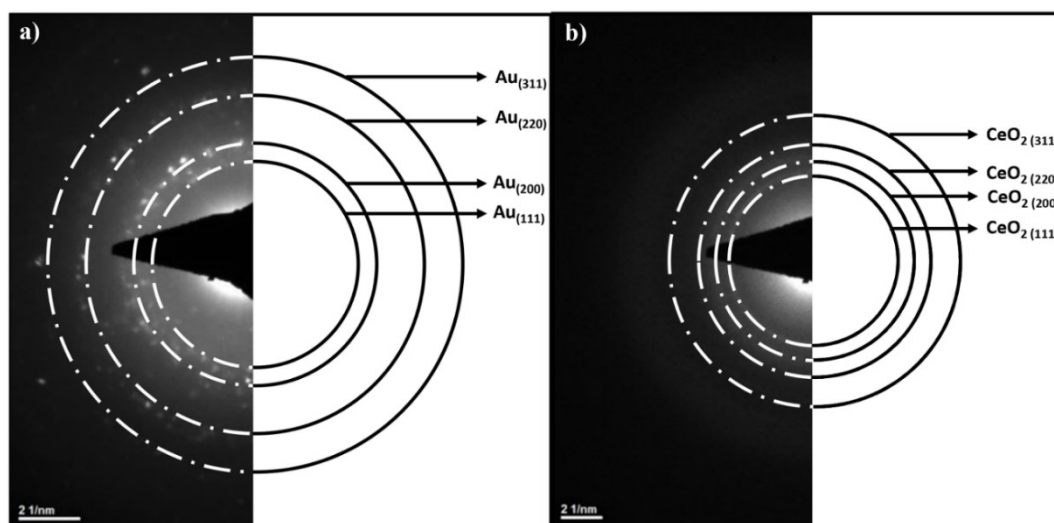 a)
Au(311)
Au(220)
Au(200)
Au(111)
2 1/nm
b)
CeO2 (311
CeO2 (220
CeO2 (200
CeO2 (111
2 1/nm